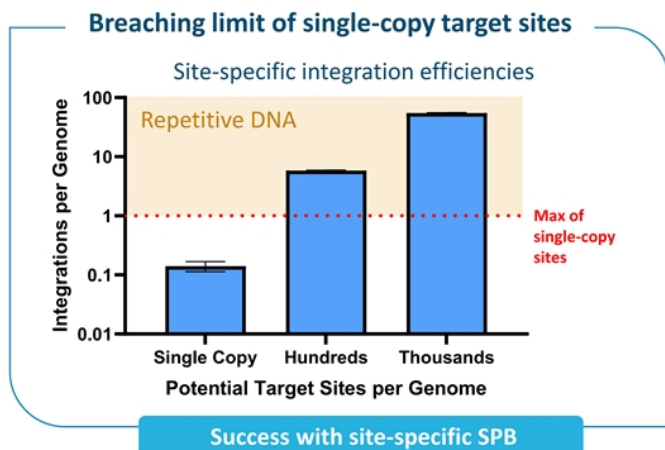 Breaching limit of single-copy target sites
Site-specific integration efficiencies
Integrations per Genome
100
10
1
0.1
0.01
Repetitive DNA
Max of
single-copy
sites
Single Copy
Hundreds
Thousands
Potential Target Sites per Genome
Success with site-specific SPB